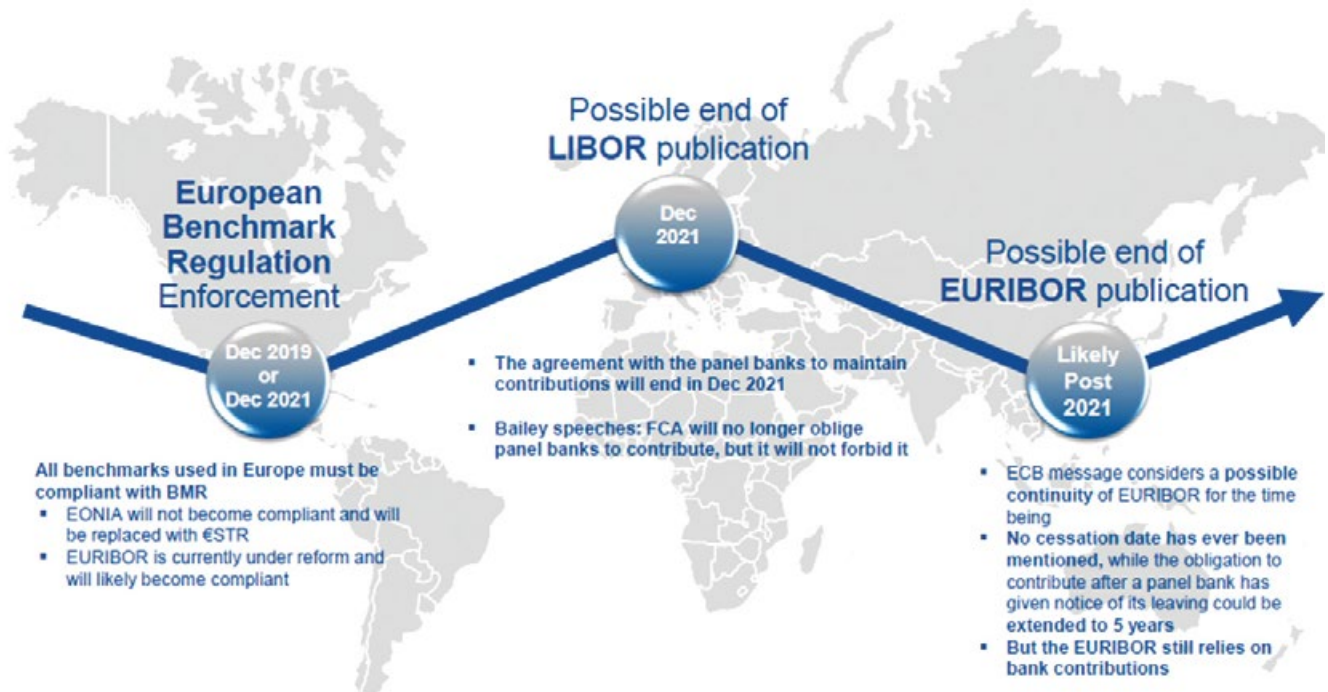 European
Benchmark
Regulation
Enforcement
Dec 2019
or
Dec 2021
All benchmarks used in Europe must be
compliant with BMR
▪ EONIA will not become compliant and will
be replaced with €STR
▪ EURIBOR is currently under reform and
will likely become compliant
Possible end of
LIBOR publication
Dec
2021
▪ The agreement with the panel banks to maintain
contributions will end in Dec 2021
▪ Bailey speeches: FCA will no longer oblige
panel banks to contribute, but it will not forbid it
Possible end of
EURIBOR publication
Likely
Post
2021
▪ ECB message considers a possible
continuity of EURIBOR for the time
being
▪ No cessation date has ever been
mentioned, while the obligation to
contribute after a panel bank has
given notice of its leaving could be
extended to 5 years
▪ But the EURIBOR still relies on
bank contributions